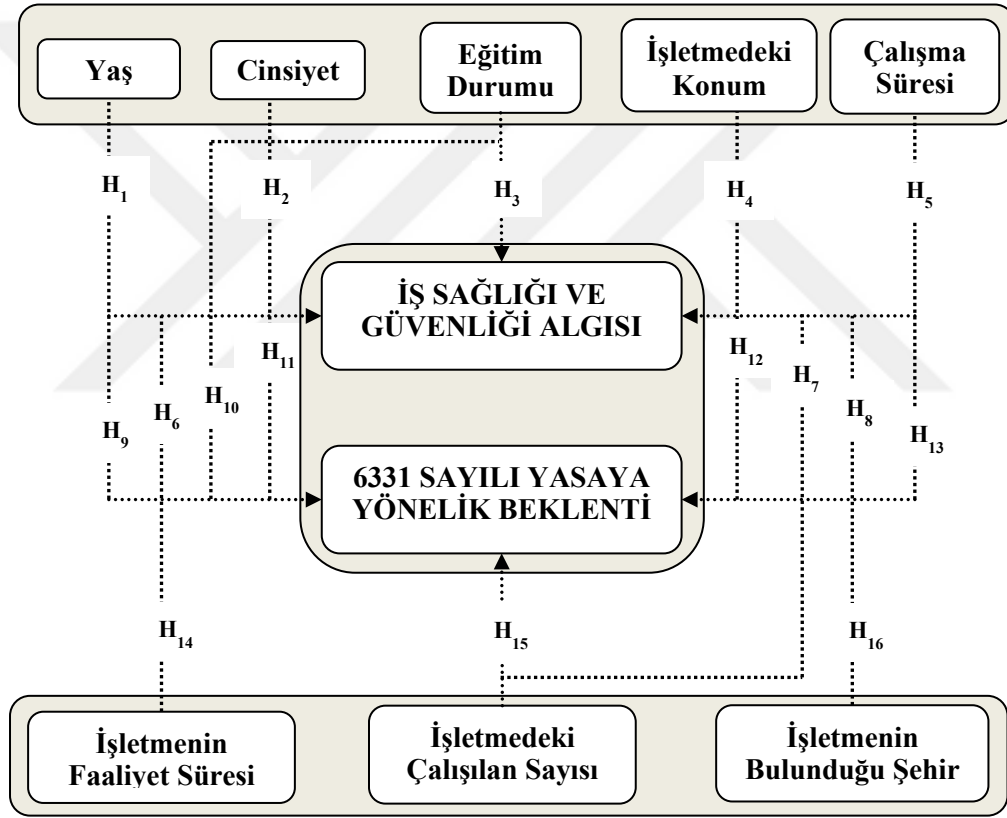 Yaş
Cinsiyet
Eğitim
Durumu
İşletmedeki
Konum
Çalışma
Süresi
H1
H2
H3
H4
H5
İŞ SAĞLIĞI VE
GÜVENLİĞİ ALGISI
H11
H12
H7
H10
H6
H9
H8
H13
6331 SAYILI YASAYA
YÖNELİK BEKLENTİ
H14
H15
H16
İşletmenin
Faaliyet Süresi
İşletmedeki
Çalışılan Sayısı
İşletmenin
Bulunduğu Şehir